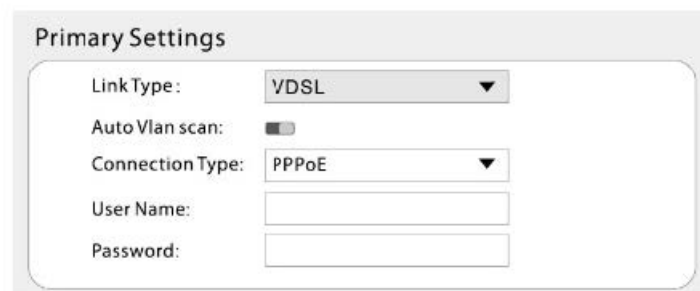 Primary Settings
Link Type: VDSL
Auto Vlan scan:
Connection Type: PPPoE
User Name:
Password: